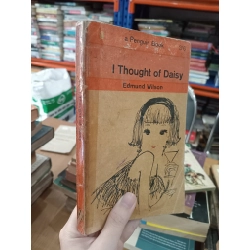 a Penguin Book
I Thought of Daisy
Edmund Wilson